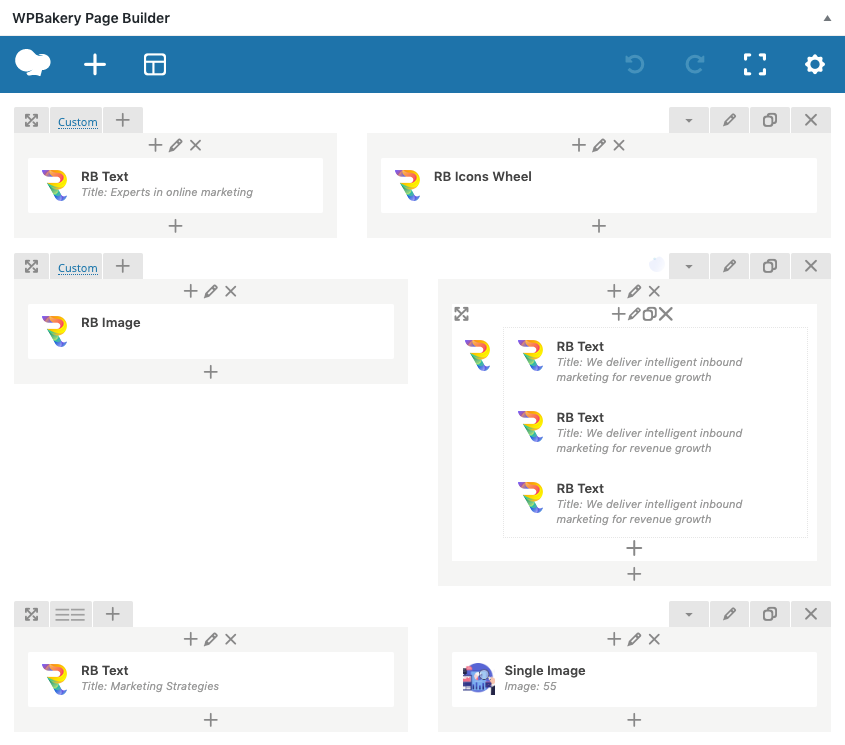 WPBakery Page Builder
Custom
RB Text
Title: Experts in online marketing
RB Icons Wheel
Custom
RB Image
RB Text
Title: We deliver intelligent inbound
marketing for revenue growth
RB Text
Title: We deliver intelligent inbound
marketing for revenue growth
RB Text
Title: We deliver intelligent inbound
marketing for revenue growth
RB Text
Title: Marketing Strategies
Single Image
Image: 55